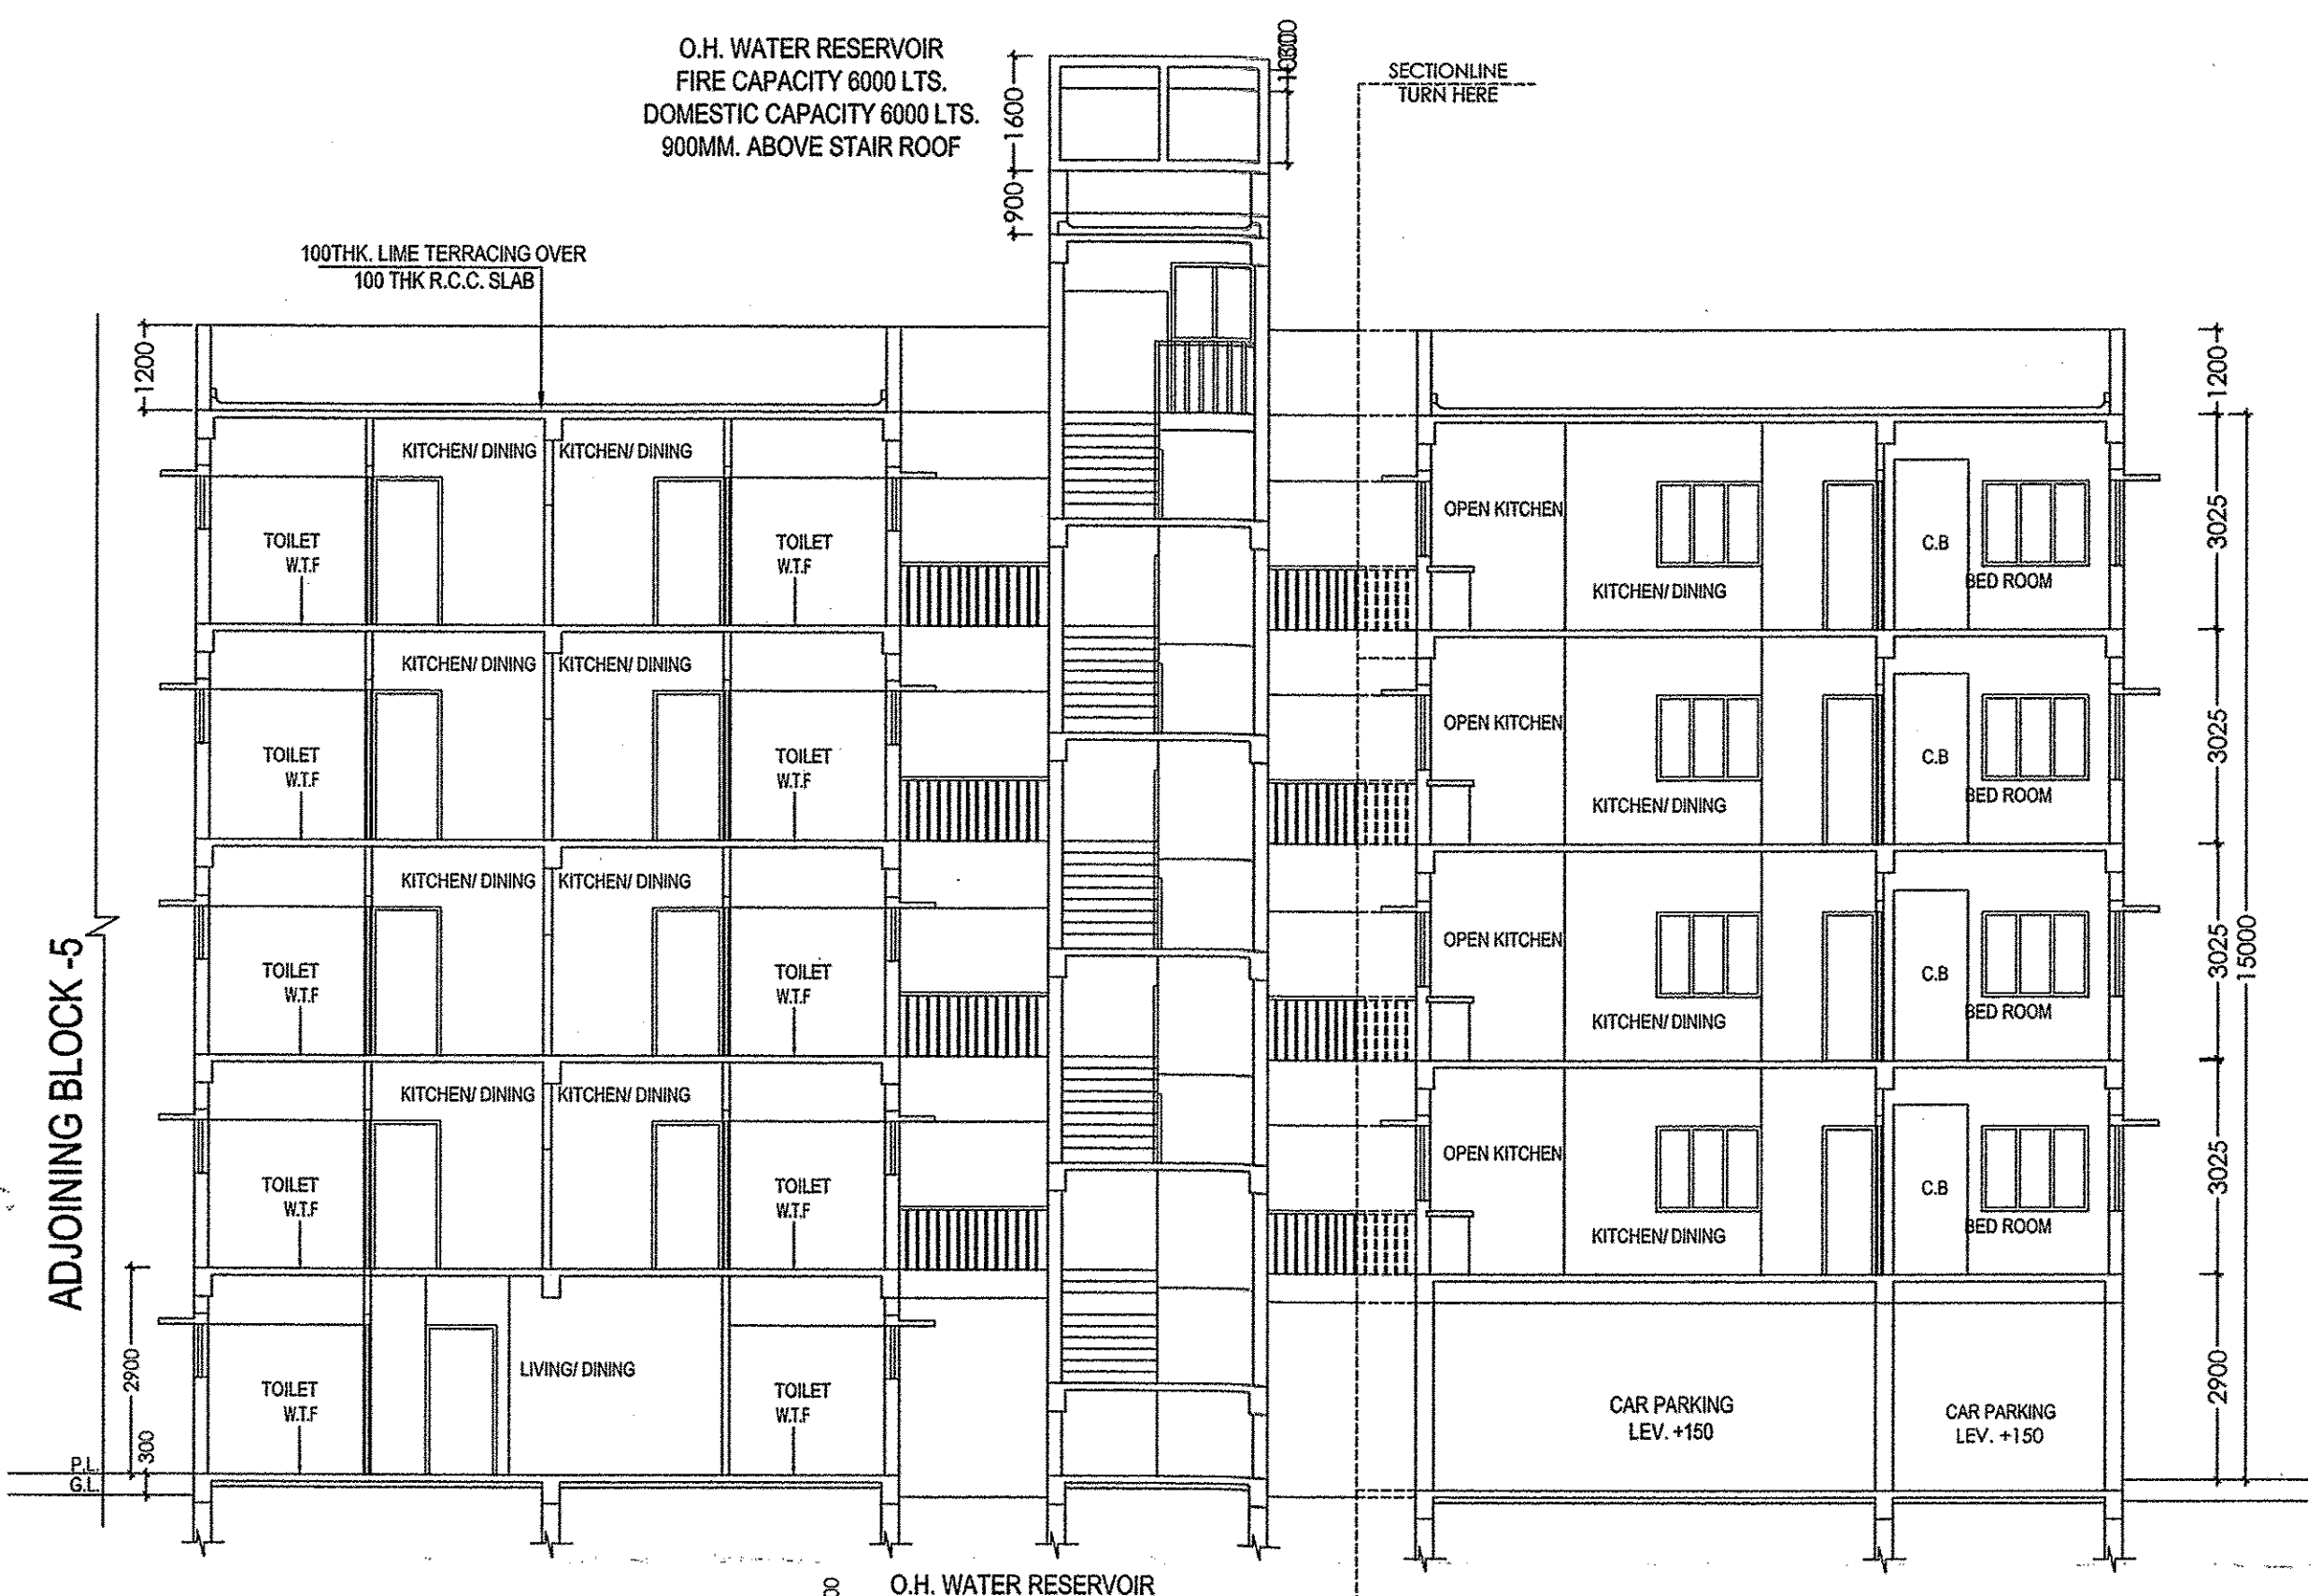 O.H. WATER RESERVOIR
FIRE CAPACITY 6000 LTS.
DOMESTIC CAPACITY 6000 LTS.
900MM. ABOVE STAIR ROOF
1600
900
SECTIONLINE
TURN HERE
100THK. LIME TERRACING OVER
100 THK R.C.C. SLAB
1200
1200
KITCHEN/ DINING KITCHEN/ DINING
TOILET
W.T.F
TOILET
W.T.F
OPEN KITCHEN
KITCHEN/ DINING
C.B
BED ROOM
3025
KITCHEN/ DINING KITCHEN/ DINING
TOILET
W.T.F
TOILET
W.T.F
OPEN KITCHEN
KITCHEN/ DINING
C.B
BED ROOM
3025
KITCHEN/ DINING KITCHEN/ DINING
TOILET
W.T.F
TOILET
W.T.F
OPEN KITCHEN
KITCHEN/ DINING
C.B
BED ROOM
3025
15000
ADJOINING BLOCK -5
KITCHEN/ DINING KITCHEN/ DINING
TOILET
W.T.F
TOILET
W.T.F
OPEN KITCHEN
KITCHEN/ DINING
C.B
BED ROOM
3025
2900
300
TOILET
W.T.F
LIVING/ DINING
TOILET
W.T.F
CAR PARKING
LEV. +150
CAR PARKING
LEV. +150
2900
P.L.
G.L.
O.H. WATER RESERVOIR